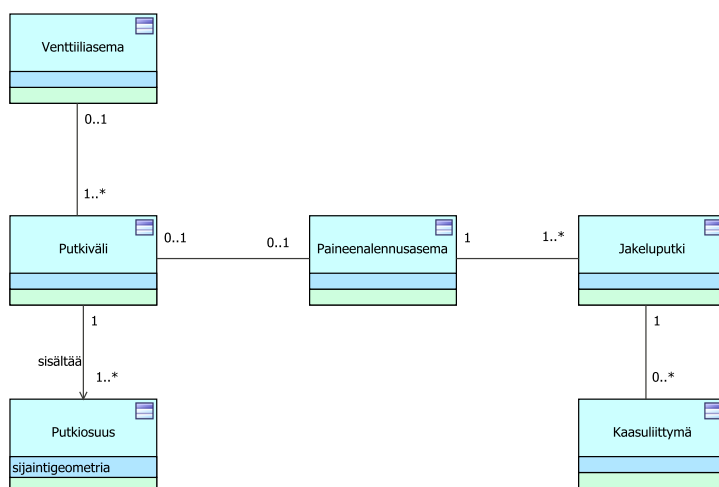 Venttiiliasema
0..1
1..*
Putkiväli
0..1
0..1
Paineenalennusasema
1
1..*
Jakeluputki
1
sisältää
1..*
1
0..*
Putkiosuus
sijaintigeometria
Kaasuliittymä